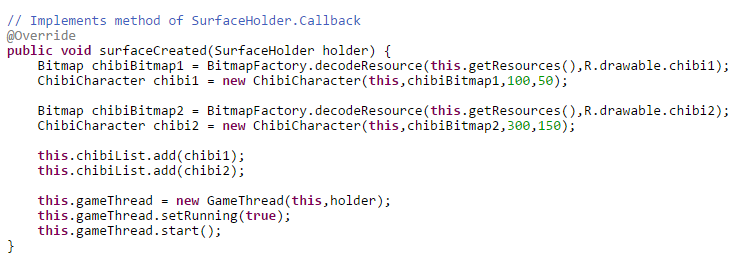 // Implements method of SurfaceHolder.Callback
@Override
public void surfaceCreated(SurfaceHolder holder) {
    Bitmap chibiBitmap1 = BitmapFactory.decodeResource(this.getResources(),R.drawable.chibi1);
    ChibiCharacter chibi1 = new ChibiCharacter(this,chibiBitmap1,100,50);

    Bitmap chibiBitmap2 = BitmapFactory.decodeResource(this.getResources(),R.drawable.chibi2);
    ChibiCharacter chibi2 = new ChibiCharacter(this,chibiBitmap2,300,150);

    this.chibiList.add(chibi1);
    this.chibiList.add(chibi2);

    this.gameThread = new GameThread(this,holder);
    this.gameThread.setRunning(true);
    this.gameThread.start();
}